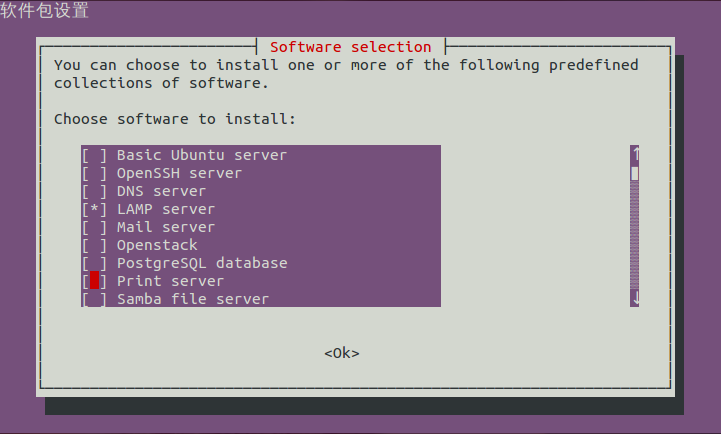 软件包设置
Software selection
You can choose to install one or more of the following predefined
collections of software.
Choose software to install:
[ ] Basic Ubuntu server
[ ] OpenSSH server
[ ] DNS server
[*] LAMP server
[ ] Mail server
[ ] Openstack
[ ] PostgreSQL database
[ ] Print server
[ ] Samba file server
<Ok>